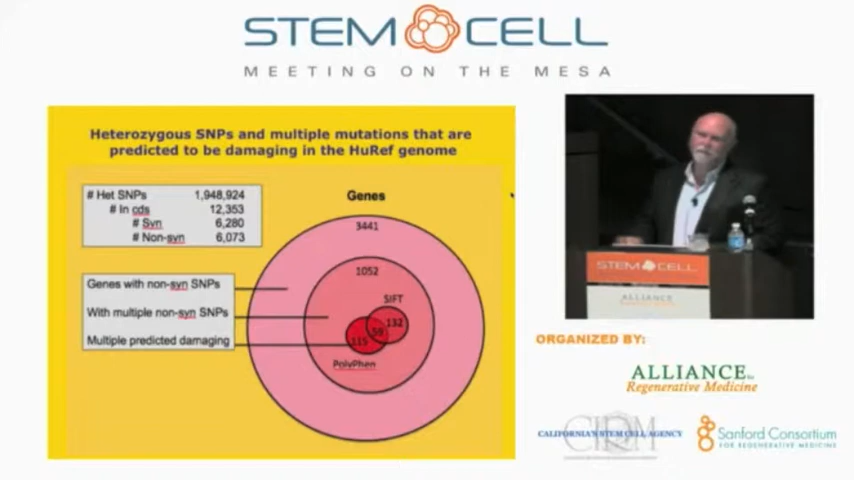 STEM CELL
MEETING ON THE MESA
Heterozygous SNPs and multiple mutations that are
predicted to be damaging in the HuRef genome
# Het SNPs 1,948,924
# In cds 12,353
# Syn 6,280
# Non-syn 6,073
Genes
3441
1052
SIFT
132
59
115
PolyPhen
Genes with non-syn SNPs
With multiple non-syn SNPs
Multiple predicted damaging
STEM CELL
ALLIANCE
ORGANIZED BY:
ALLIANCE for
Regenerative Medicine
CIRM
CALIFORNIA'S STEM CELL AGENCY
Sanford Consortium
FOR REGENERATIVE MEDICINE